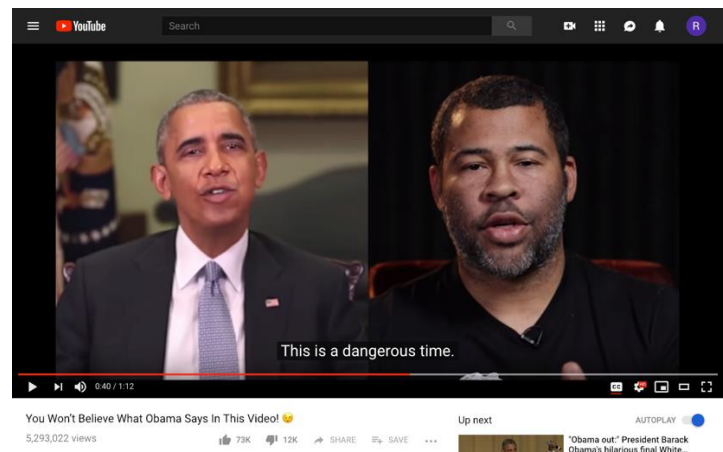 YouTube
Search
R
This is a dangerous time.
0:40 / 1:12
CC
You Won't Believe What Obama Says In This Video! 😉
Up next
AUTOPLAY
5,293,022 views
73K
12K
SHARE
SAVE
"Obama out:" President Barack
Obama's hilarious final White...